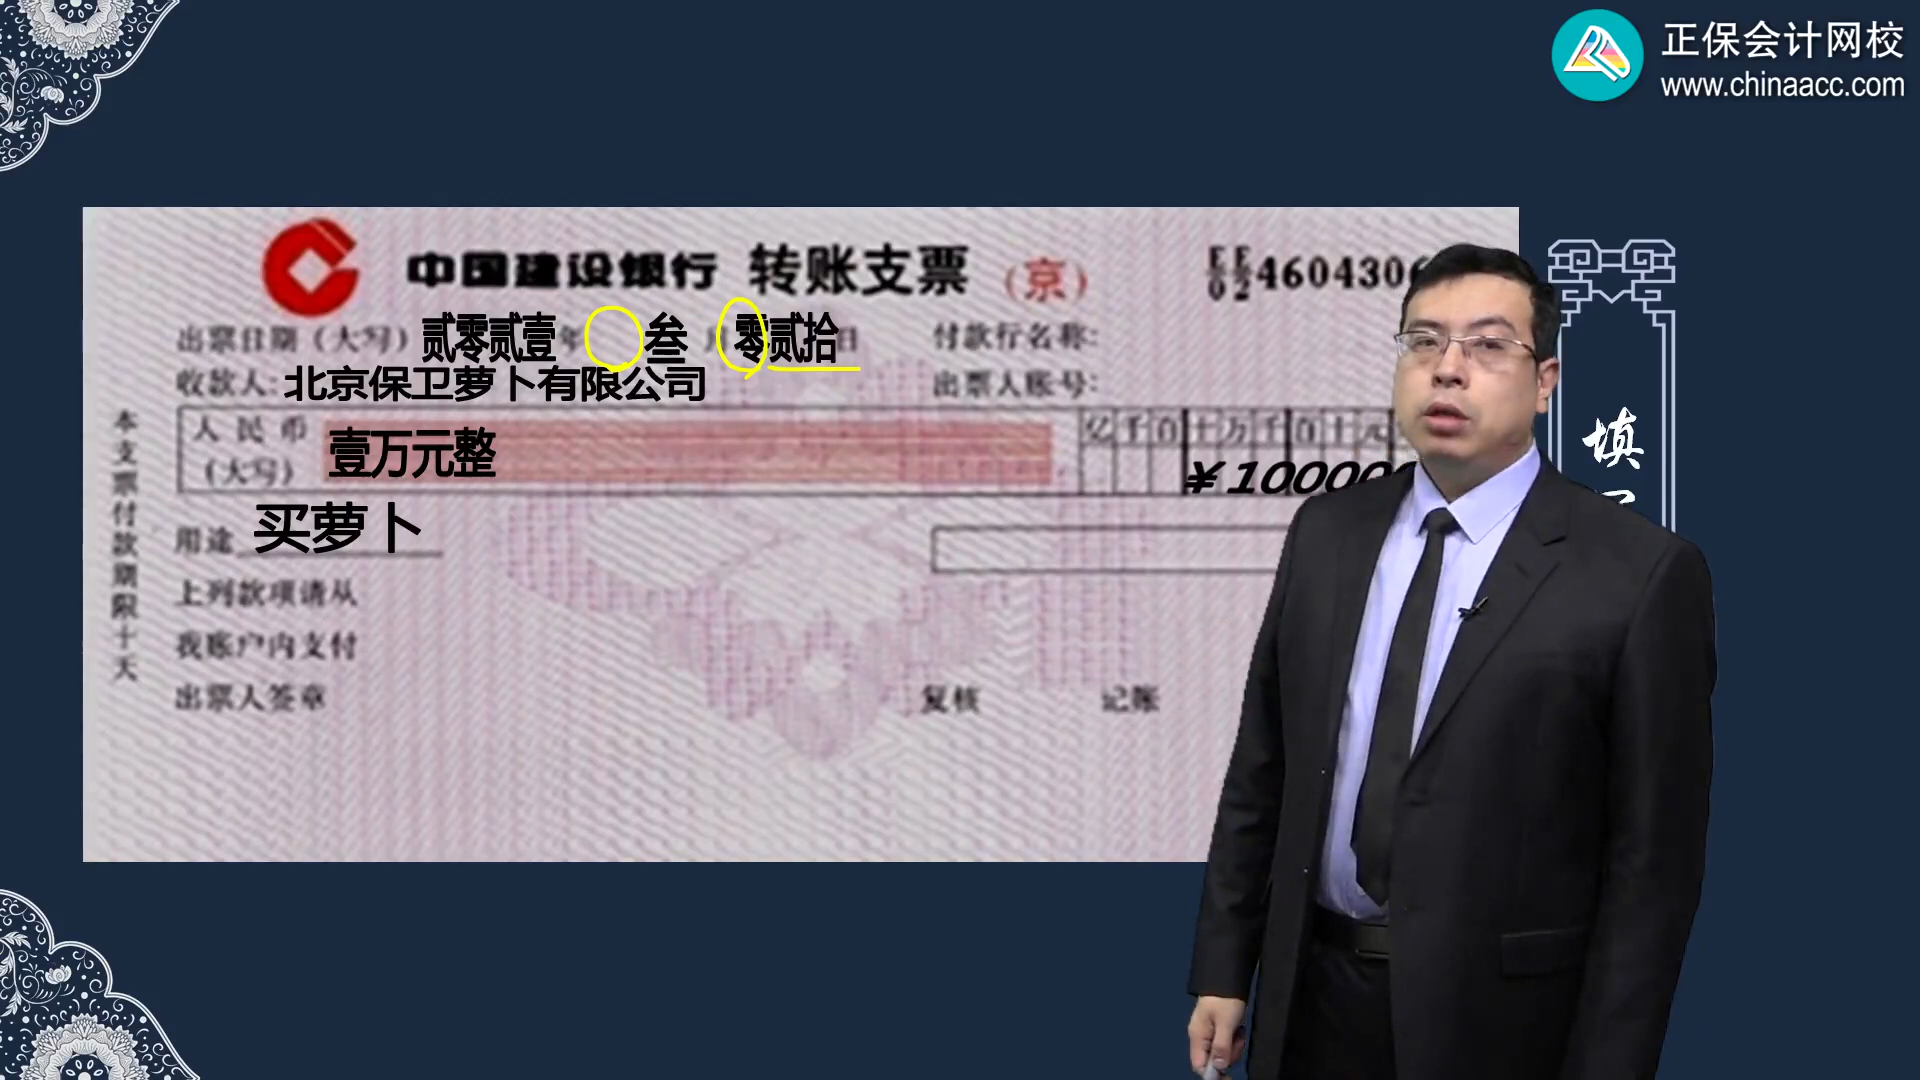 正保会计网校
www.chinaacc.com
中国建设银行 转账支票（京）
出票日期（大写）贰零贰壹年 叁 零贰拾日 付款行名称:
收款人:北京保卫萝卜有限公司 出票人账号:
人民币
（大写） 壹万元整
亿千百十万千百十元
¥10000
用途 买萝卜
上列款项请从
我账户内支付
出票人签章
复核 记账
本支票付款期限十天
填